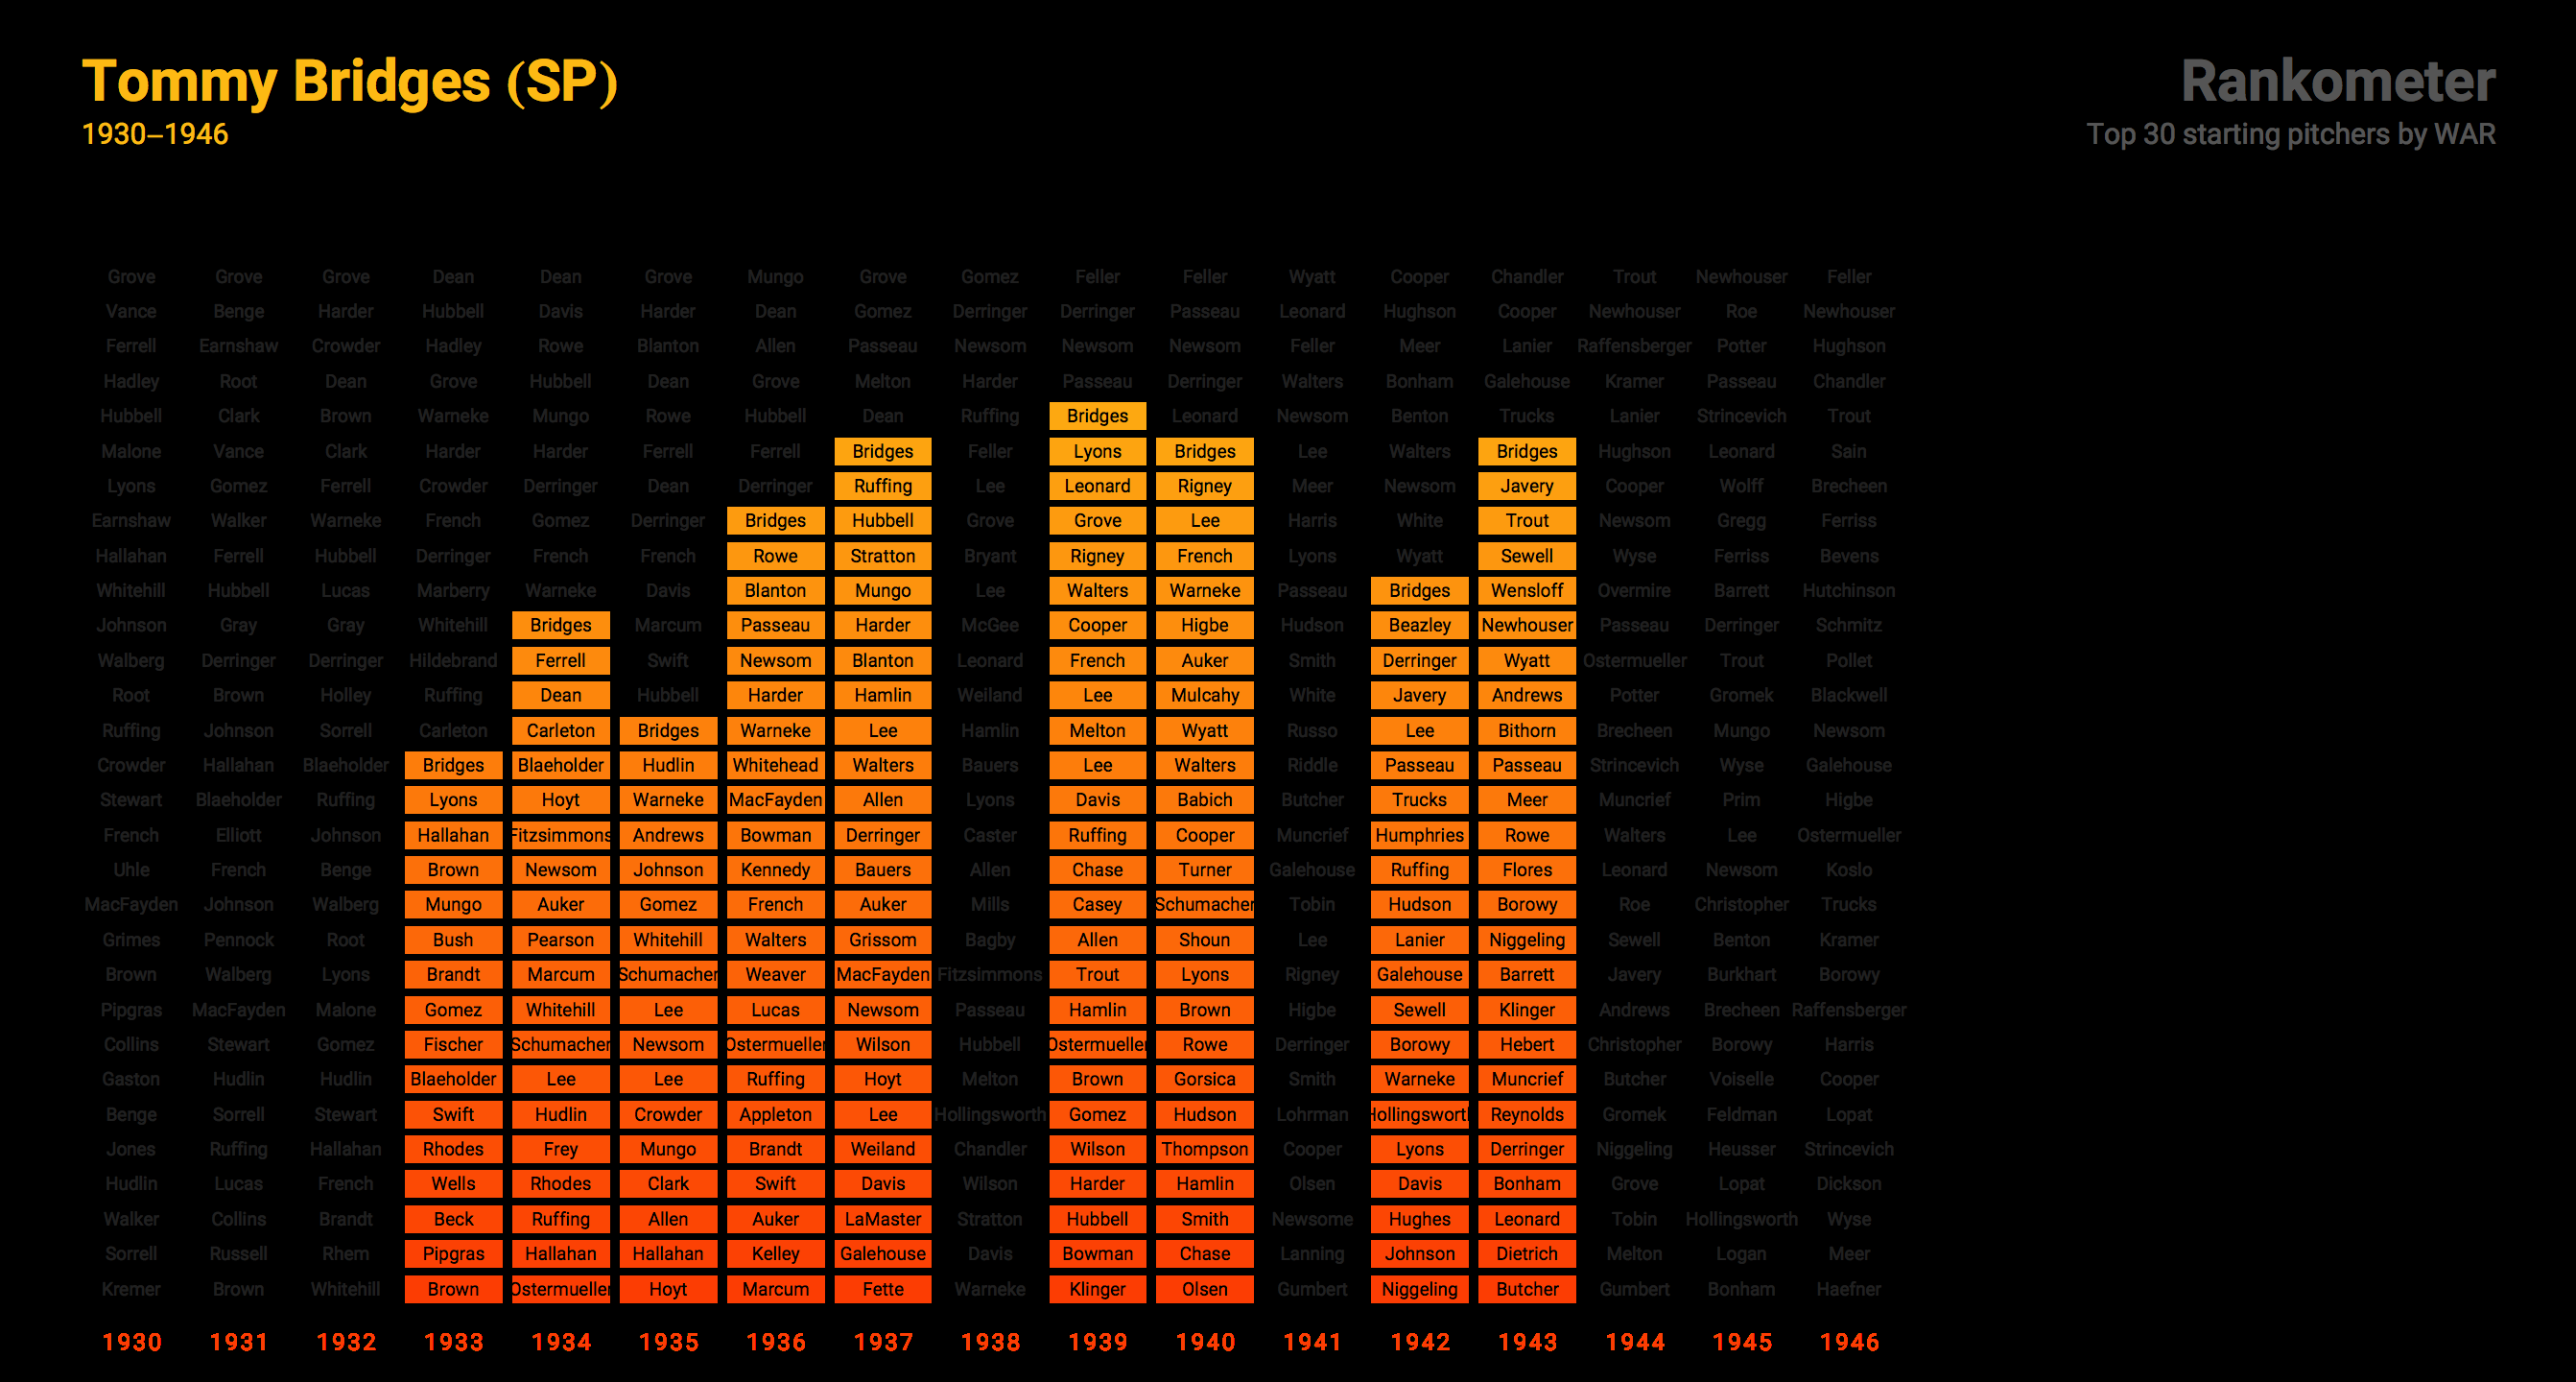 Tommy Bridges (SP)
1930–1946
Rankometer
Top 30 starting pitchers by WAR
Grove Grove Grove Dean Dean Grove Mungo Grove Gomez Feller Feller Wyatt Cooper Chandler Trout Newhouser Feller
Vance Benge Harder Hubbell Davis Harder Dean Gomez Derringer Derringer Passeau Leonard Hughson Cooper Newhouser Roe Newhouser
Ferrell Earnshaw Crowder Hadley Rowe Blanton Allen Passeau Newsom Newsom Newsom Feller Meer Lanier Raffensberger Potter Hughson
Hadley Root Dean Grove Hubbell Dean Grove Melton Harder Passeau Derringer Walters Bonham Galehouse Kramer Passeau Chandler
Hubbell Clark Brown Warneke Mungo Rowe Hubbell Dean Ruffing Bridges Leonard Newsom Benton Trucks Lanier Strincevich Trout
Malone Vance Clark Harder Harder Ferrell Ferrell Bridges Feller Lyons Bridges Lee Walters Bridges Hughson Leonard Sain
Lyons Gomez Ferrell Crowder Derringer Dean Derringer Ruffing Lee Leonard Rigney Meer Newsom Javery Cooper Wolff Brecheen
Earnshaw Walker Warneke French Gomez Derringer Bridges Hubbell Grove Grove Lee Harris White Trout Newsom Gregg Ferriss
Hallahan Ferrell Hubbell Derringer French French Rowe Stratton Bryant Rigney French Lyons Wyatt Sewell Wyse Ferriss Bevens
Whitehill Hubbell Lucas Marberry Warneke Davis Blanton Mungo Lee Walters Warneke Passeau Bridges Wensloff Overmire Barrett Hutchinson
Johnson Gray Gray Whitehill Bridges Marcum Passeau Harder McGee Cooper Higbe Hudson Beazley Newhouser Passeau Derringer Schmitz
Walberg Derringer Derringer Hildebrand Ferrell Swift Newsom Blanton Leonard French Auker Smith Derringer Wyatt Ostermueller Trout Pollet
Root Brown Holley Ruffing Dean Hubbell Harder Hamlin Weiland Lee Mulcahy White Javery Andrews Potter Gromek Blackwell
Ruffing Johnson Sorrell Carleton Carleton Bridges Warneke Lee Hamlin Melton Wyatt Russo Lee Bithorn Brecheen Mungo Newsom
Crowder Hallahan Blaeholder Bridges Blaeholder Hudlin Whitehead Walters Bauers Lee Walters Riddle Passeau Passeau Strincevich Wyse Galehouse
Stewart Blaeholder Ruffing Lyons Hoyt Warneke MacFayden Allen Lyons Davis Babich Butcher Trucks Meer Muncrief Prim Higbe
French Elliott Johnson Hallahan Fitzsimmons Andrews Bowman Derringer Caster Ruffing Cooper Muncrief Humphries Rowe Walters Lee Ostermueller
Uhle French Benge Brown Newsom Johnson Kennedy Bauers Allen Chase Turner Galehouse Ruffing Flores Leonard Newsom Koslo
MacFayden Johnson Walberg Mungo Auker Gomez French Auker Mills Casey Schumacher Tobin Hudson Borowy Roe Christopher Trucks
Grimes Pennock Root Bush Pearson Whitehill Walters Grissom Bagby Allen Shoun Lee Lanier Niggeling Sewell Benton Kramer
Brown Walberg Lyons Brandt Marcum Schumacher Weaver MacFayden Fitzsimmons Trout Lyons Rigney Galehouse Barrett Javery Burkhart Borowy
Pipgras MacFayden Malone Gomez Whitehill Lee Lucas Newsom Passeau Hamlin Brown Higbe Sewell Klinger Andrews Brecheen Raffensberger
Collins Stewart Gomez Fischer Schumacher Newsom Ostermueller Wilson Hubbell Ostermueller Rowe Derringer Borowy Hebert Christopher Borowy Harris
Gaston Hudlin Hudlin Blaeholder Lee Lee Ruffing Hoyt Melton Brown Gorsica Smith Warneke Muncrief Butcher Voiselle Cooper
Benge Sorrell Stewart Swift Hudlin Crowder Appleton Lee Hollingsworth Gomez Hudson Lohrman Hollingsworth Reynolds Gromek Feldman Lopat
Jones Ruffing Hallahan Rhodes Frey Mungo Brandt Weiland Chandler Wilson Thompson Cooper Lyons Derringer Niggeling Heusser Strincevich
Hudlin Lucas French Wells Rhodes Clark Swift Davis Wilson Harder Hamlin Olsen Davis Bonham Grove Lopat Dickson
Walker Collins Brandt Beck Ruffing Allen Auker LaMaster Stratton Hubbell Smith Newsome Hughes Leonard Tobin Hollingsworth Wyse
Sorrell Russell Rhem Pipgras Hallahan Hallahan Kelley Galehouse Davis Bowman Chase Lanning Johnson Dietrich Melton Logan Meer
Kremer Brown Whitehill Brown Ostermueller Hoyt Marcum Fette Warneke Klinger Olsen Gumbert Niggeling Butcher Gumbert Bonham Haefner
1930 1931 1932 1933 1934 1935 1936 1937 1938 1939 1940 1941 1942 1943 1944 1945 1946